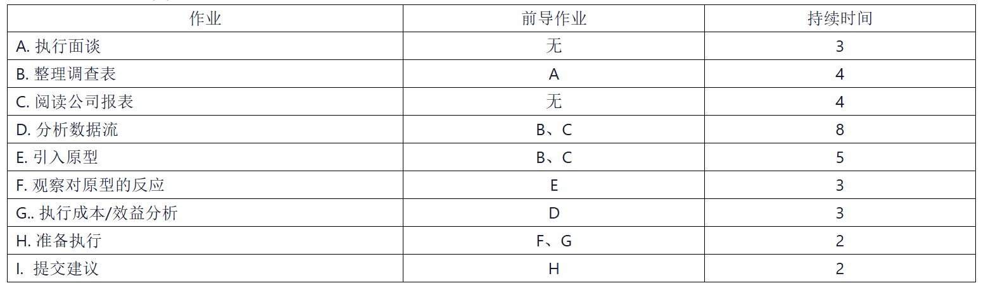 作业 前导作业 持续时间
A. 执行面谈 无 3
B. 整理调查表 A 4
C. 阅读公司报表 无 4
D. 分析数据流 B、C 8
E. 引入原型 B、C 5
F. 观察对原型的反应 E 3
G.. 执行成本/效益分析 D 3
H. 准备执行 F、G 2
I. 提交建议 H 2